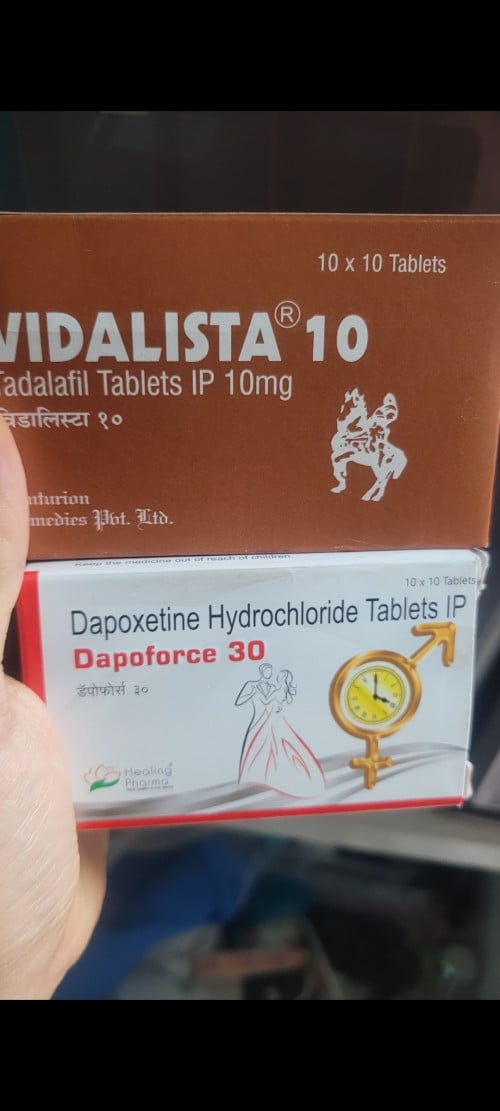 10 x 10 Tablets
VIDALISTA® 10
Tadalafil Tablets IP 10mg
विडालिस्टा १०
nturion
medies Pvt. Ltd.
Keep the medicine out of reach of children.
10 x 10 Tablets
Dapoxetine Hydrochloride Tablets IP
Dapoforce 30
डॅपोफोर्स ३०
Healing
Pharma